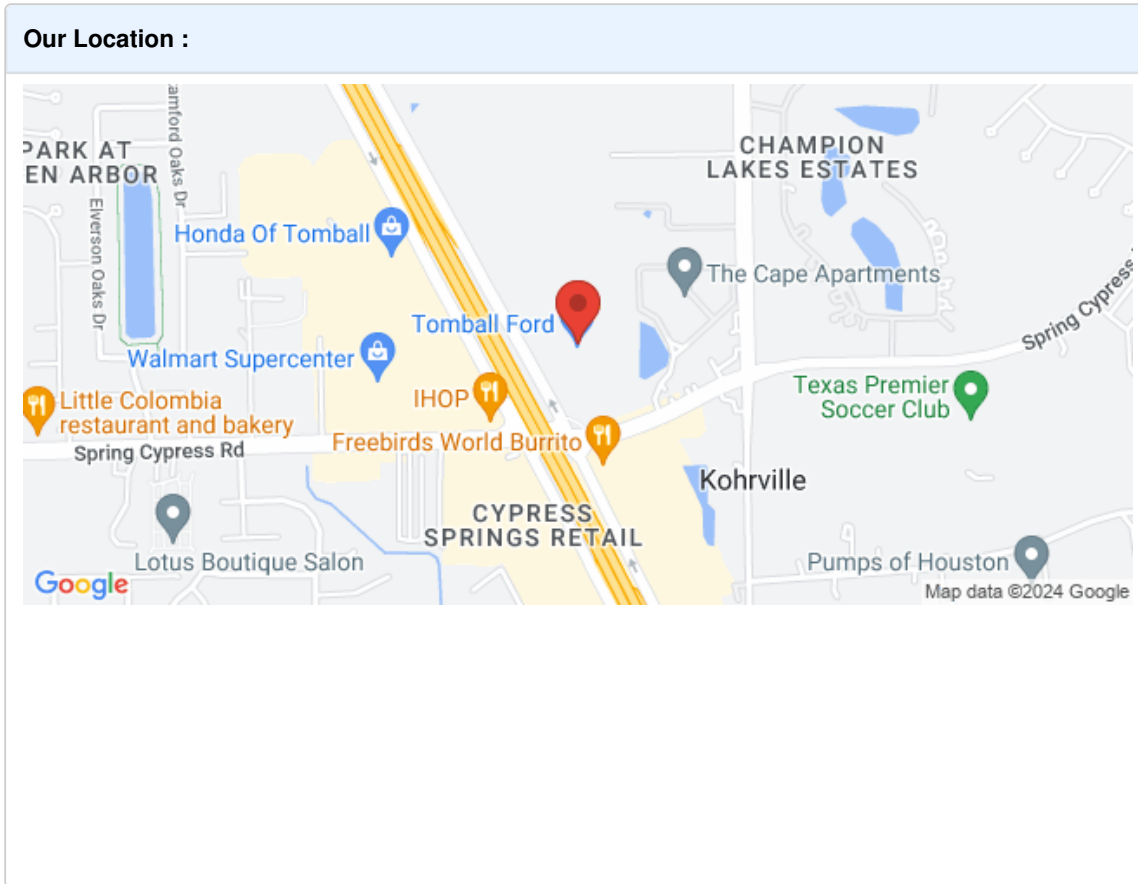 Our Location :
PARK AT
EN ARBOR
amford Oaks Dr
Elverson Oaks Dr
CHAMPION
LAKES ESTATES
Honda Of Tomball
The Cape Apartments
Tomball Ford
Spring Cypress
Walmart Supercenter
IHOP
Texas Premier
Soccer Club
Little Colombia
restaurant and bakery
Freebirds World Burrito
Spring Cypress Rd
Kohrville
CYPRESS
SPRINGS RETAIL
Lotus Boutique Salon
Pumps of Houston
Google
Map data ©2024 Google